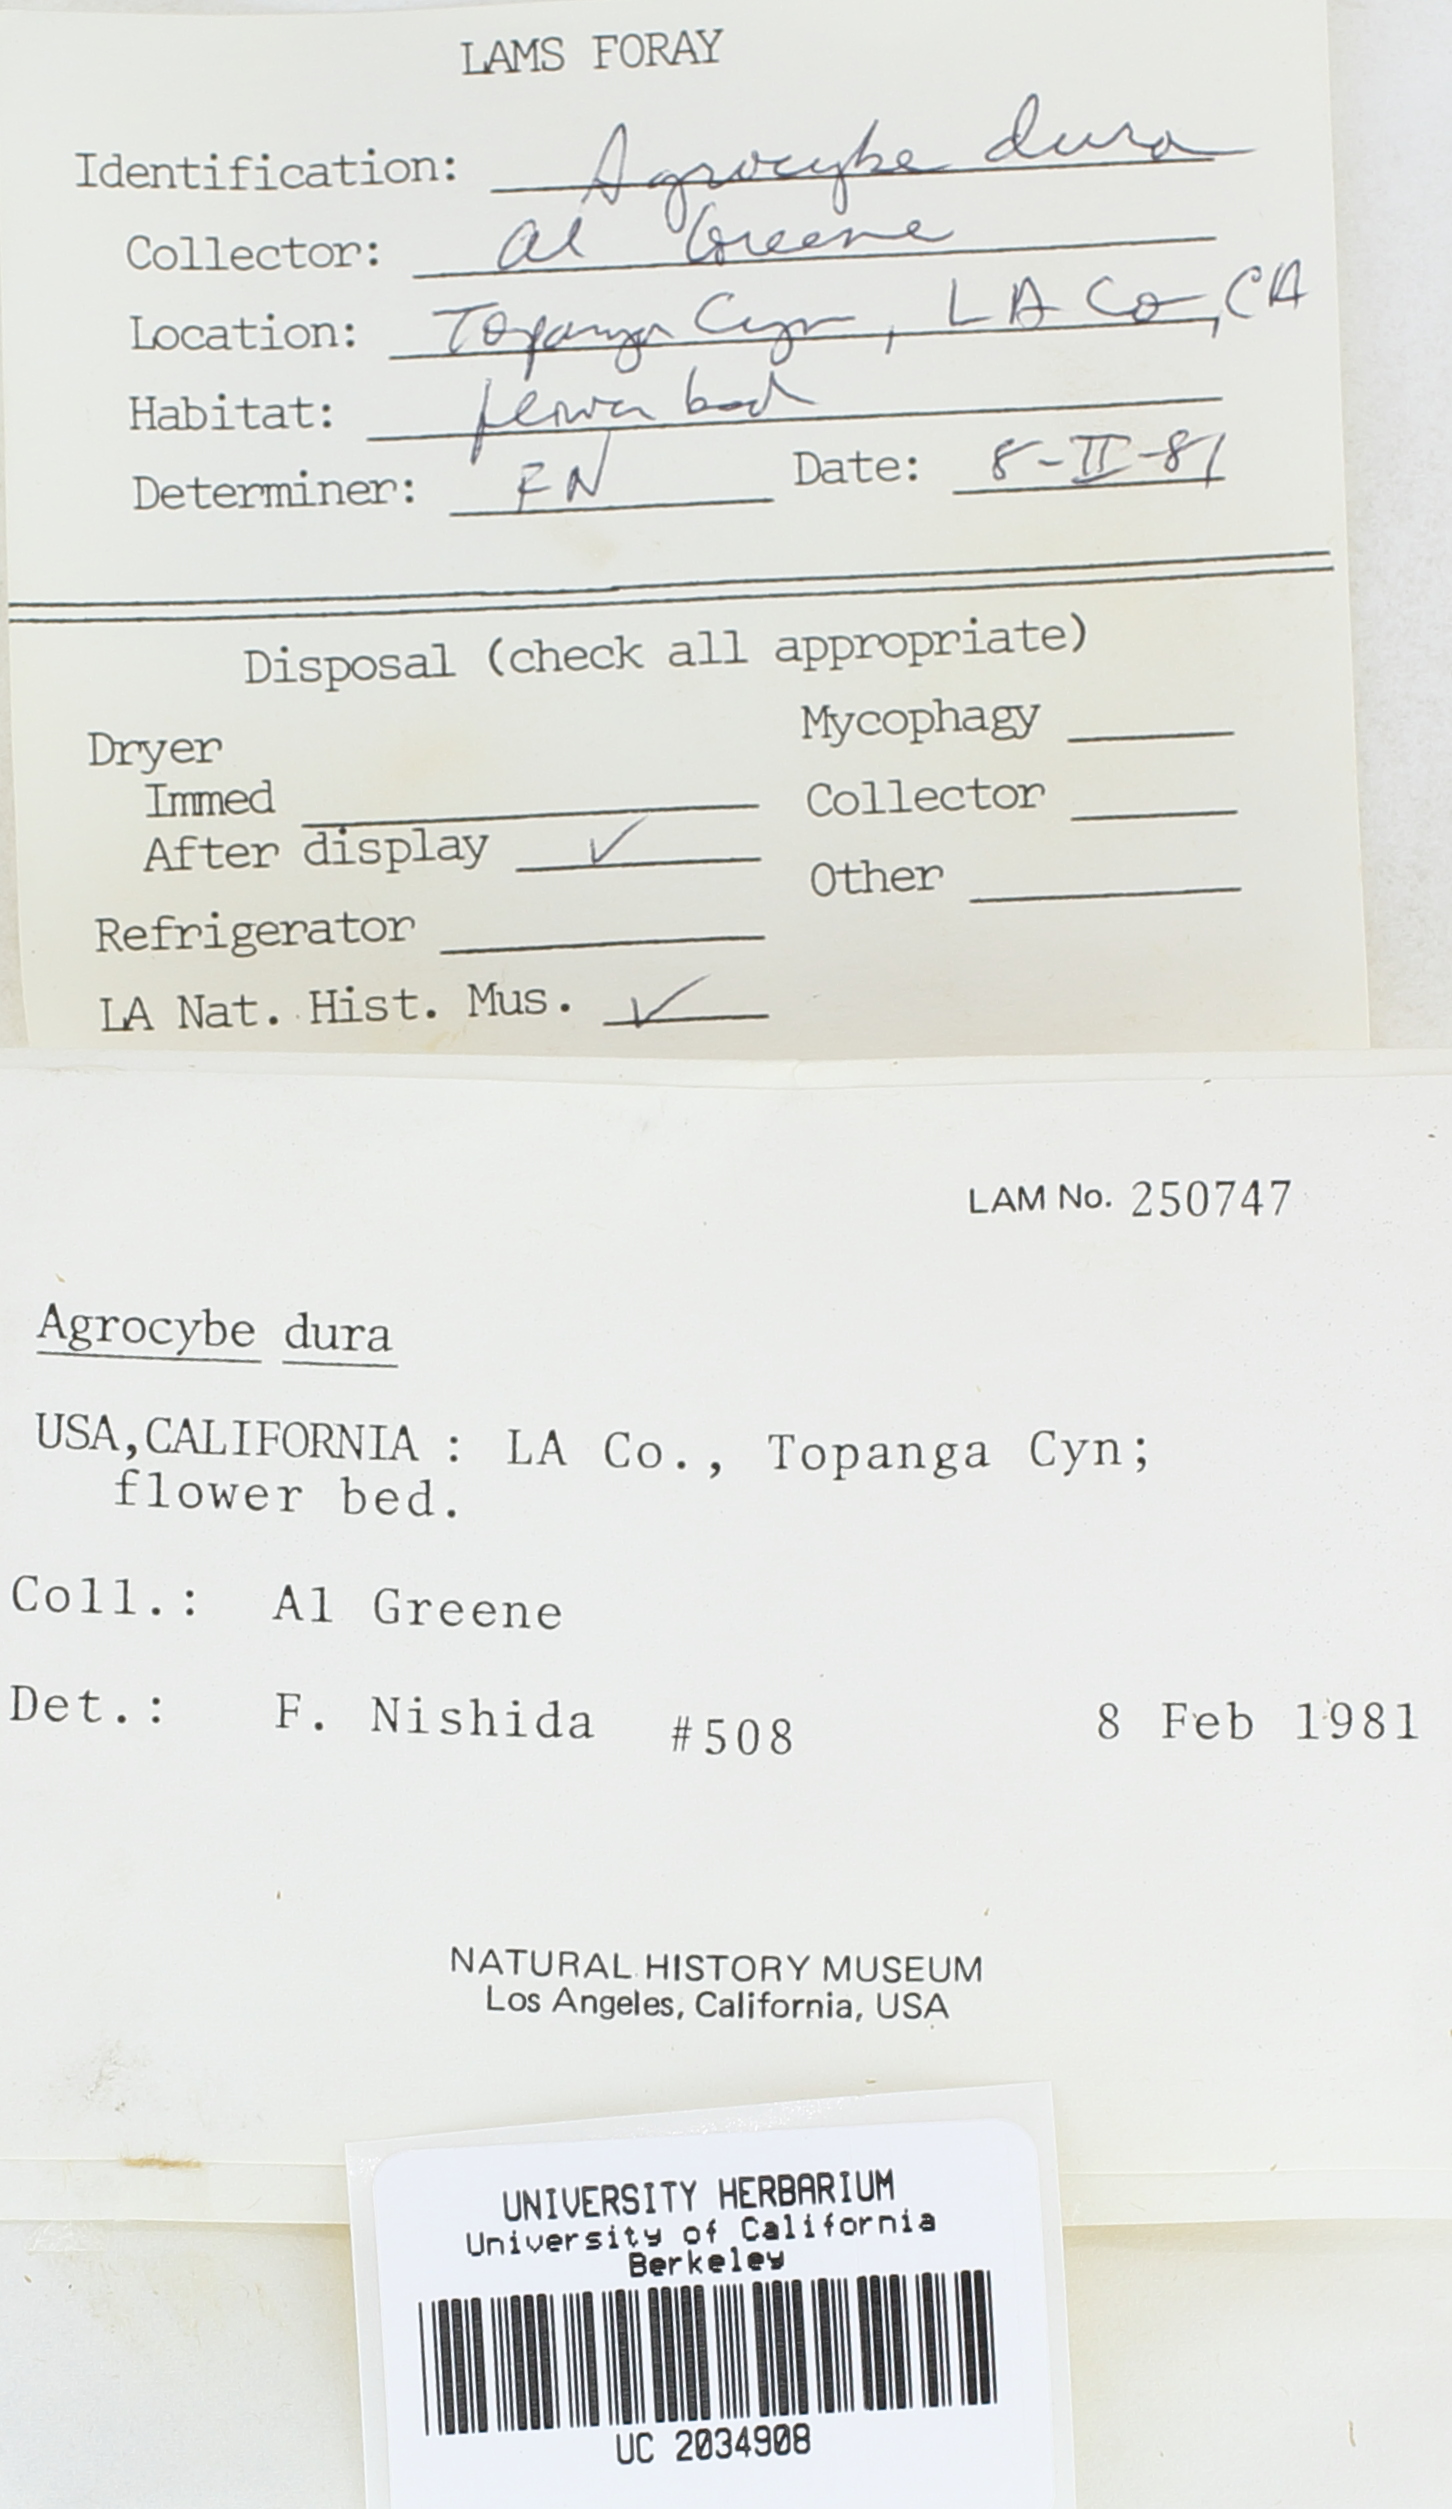 LAMS FORAY
Identification: Agrocybe dura
Collector: Al Greene
Location: Topanga Cyn, LA Co, CA
Habitat: flower bed
Determiner: FN Date: 8-II-81
Disposal (check all appropriate)
Dryer
Mycophagy
Immed
Collector
After display ✓
Other
Refrigerator
LA Nat. Hist. Mus. ✓
LAM No. 250747
Agrocybe dura
USA, CALIFORNIA : LA Co., Topanga Cyn;
flower bed.
Coll.: Al Greene
Det.: F. Nishida #508 8 Feb 1981
NATURAL HISTORY MUSEUM
Los Angeles, California, USA
UNIVERSITY HERBARIUM
University of California
Berkeley
UC 2034908